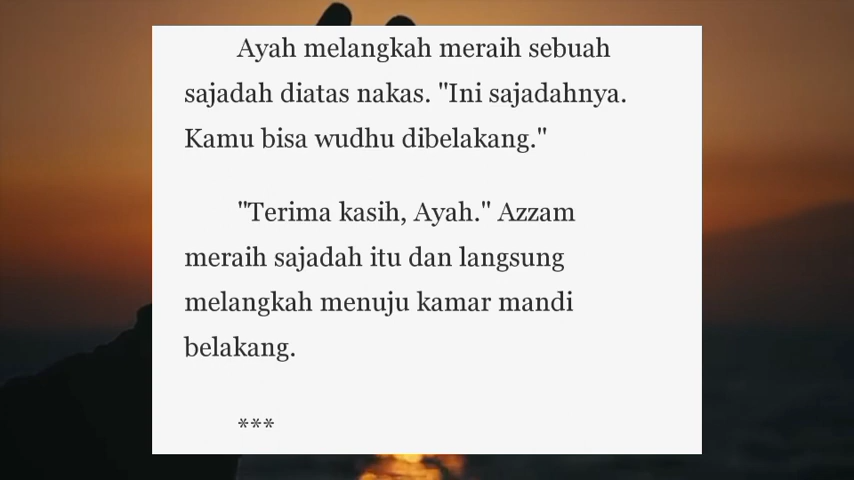 Ayah melangkah meraih sebuah
sajadah diatas nakas. "Ini sajadahnya.
Kamu bisa wudhu dibelakang."
"Terima kasih, Ayah." Azzam
meraih sajadah itu dan langsung
melangkah menuju kamar mandi
belakang.
***